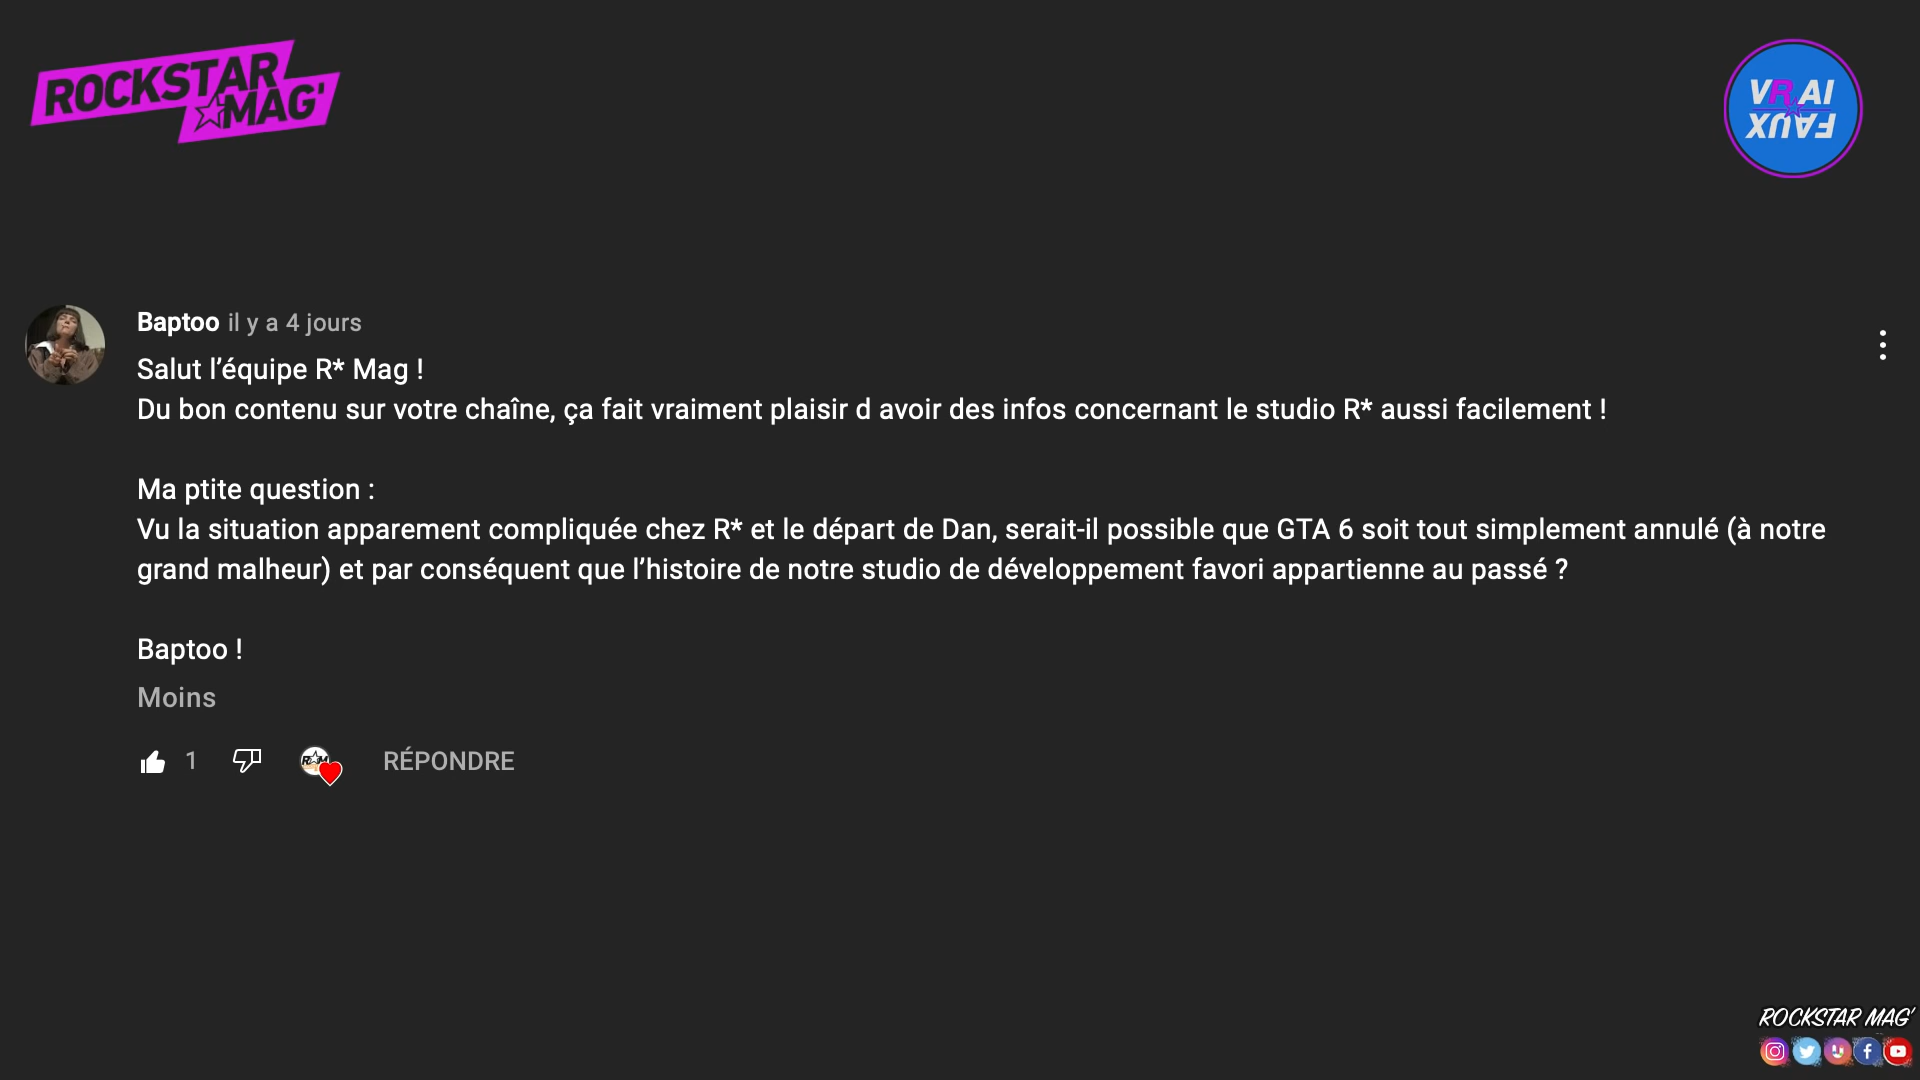 ROCKSTAR
MAG'
VRAI
FAUX
Baptoo il y a 4 jours
Salut l’équipe R* Mag !
Du bon contenu sur votre chaîne, ça fait vraiment plaisir d avoir des infos concernant le studio R* aussi facilement !
Ma ptite question :
Vu la situation apparement compliquée chez R* et le départ de Dan, serait-il possible que GTA 6 soit tout simplement annulé (à notre
grand malheur) et par conséquent que l’histoire de notre studio de développement favori appartienne au passé ?
Baptoo !
Moins
1 RÉPONDRE
ROCKSTAR MAG'